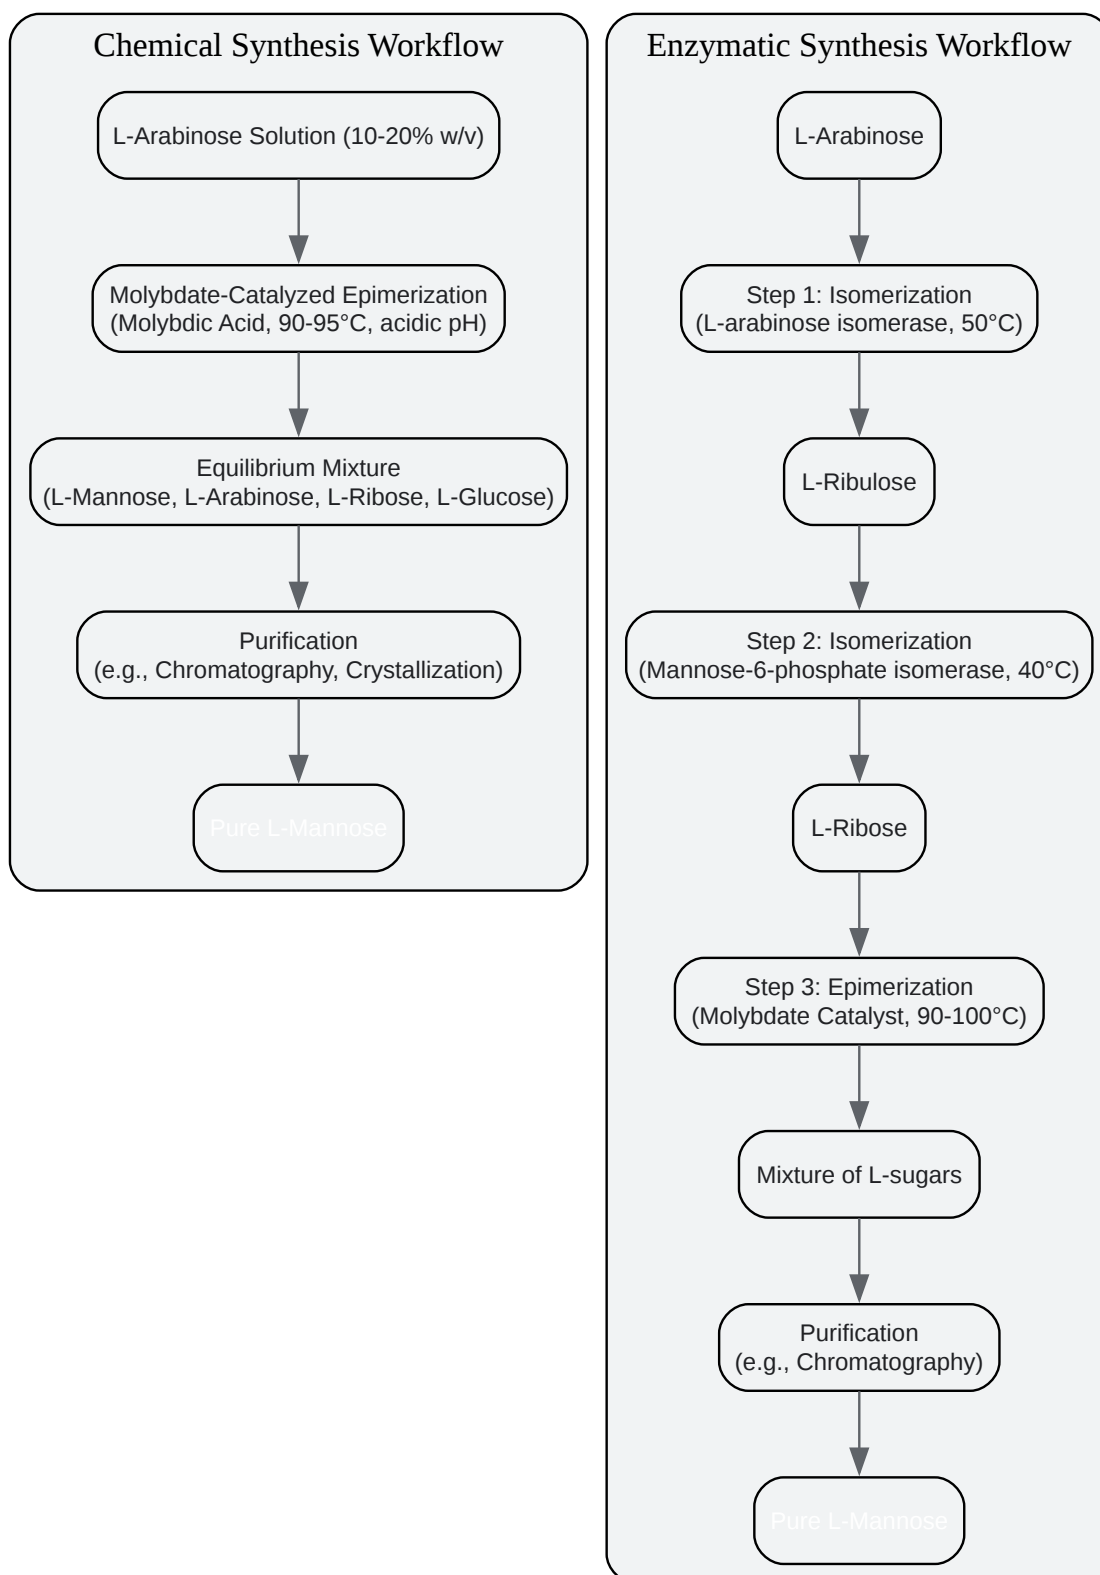 Chemical Synthesis Workflow
L-Arabinose Solution (10-20% w/v)
Molybdate-Catalyzed Epimerization
(Molybdic Acid, 90-95°C, acidic pH)
Equilibrium Mixture
(L-Mannose, L-Arabinose, L-Ribose, L-Glucose)
Purification
(e.g., Chromatography, Crystallization)
Pure L-Mannose
Enzymatic Synthesis Workflow
L-Arabinose
Step 1: Isomerization
(L-arabinose isomerase, 50°C)
L-Ribulose
Step 2: Isomerization
(Mannose-6-phosphate isomerase, 40°C)
L-Ribose
Step 3: Epimerization
(Molybdate Catalyst, 90-100°C)
Mixture of L-sugars
Purification
(e.g., Chromatography)
Pure L-Mannose